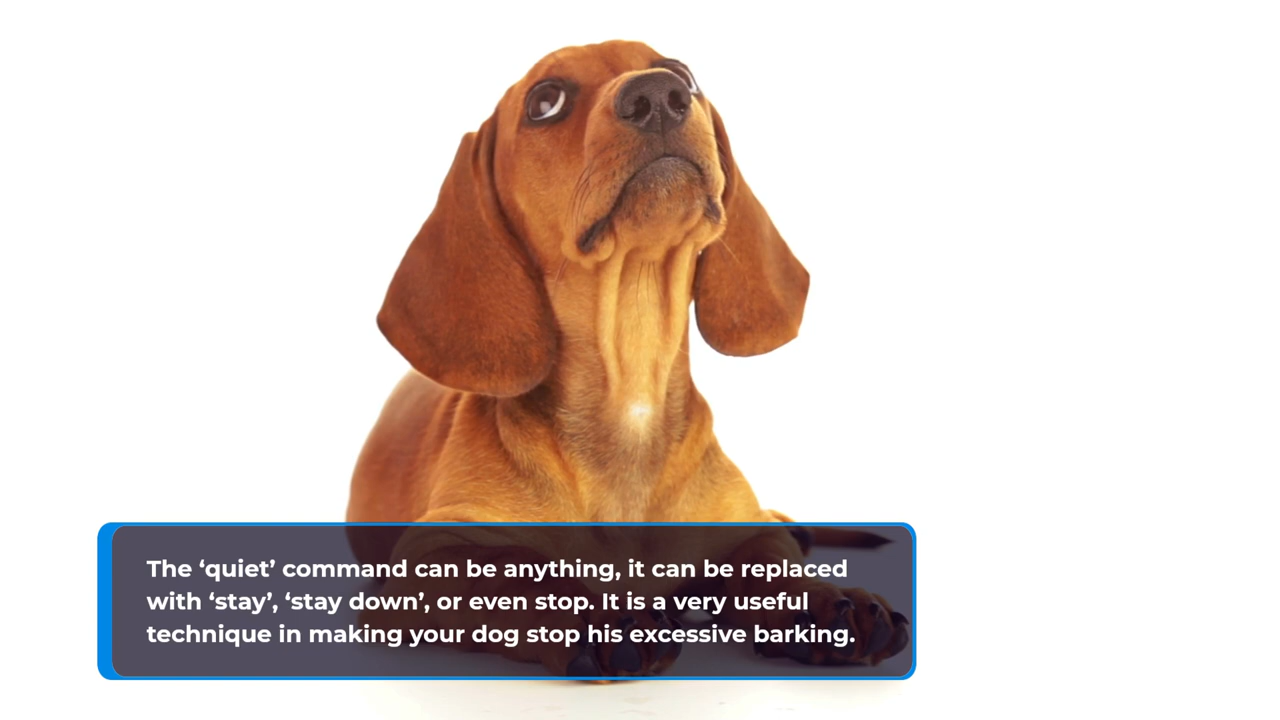 The ‘quiet’ command can be anything, it can be replaced
with ‘stay’, ‘stay down’, or even stop. It is a very useful
technique in making your dog stop his excessive barking.